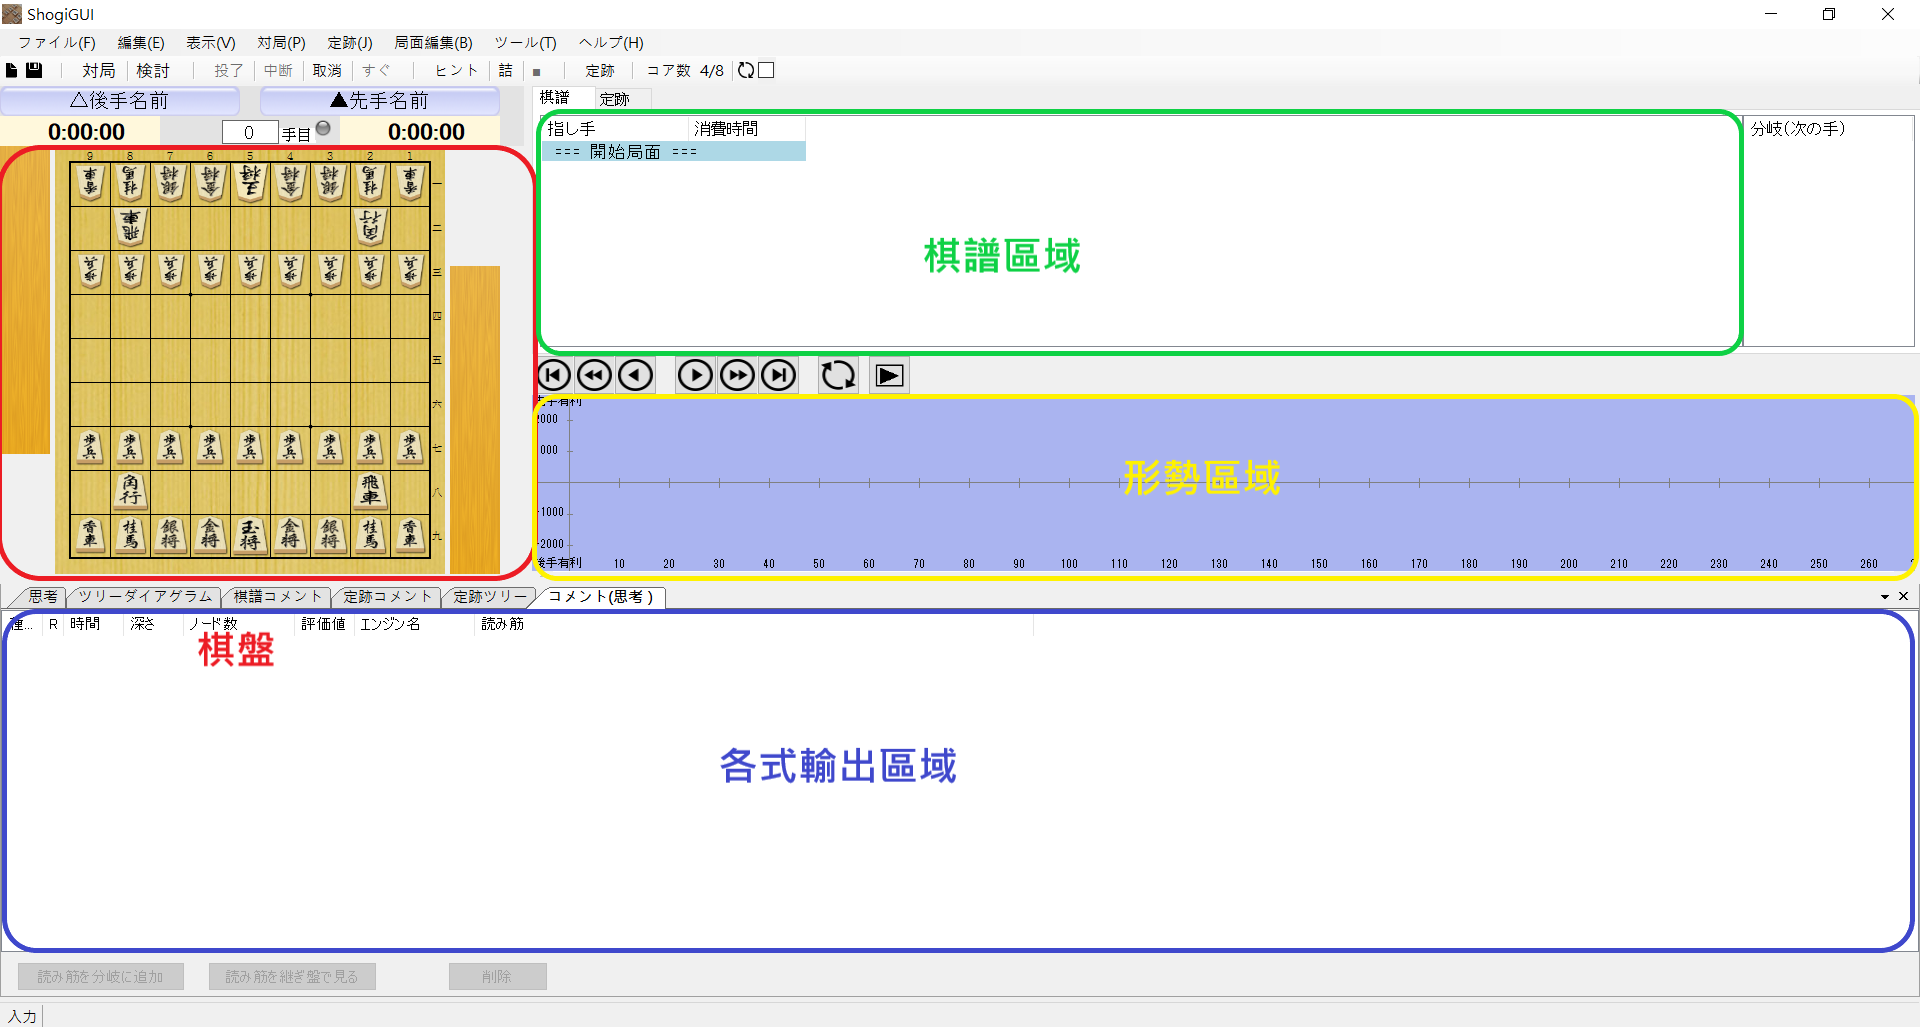 ShogiGUI
ファイル(F) 編集(E) 表示(V) 対局(P) 定跡(J) 局面編集(B) ツール(T) ヘルプ(H)
対局 検討 投了 中断 取消 すぐ ヒント 詰 ■ 定跡 コア数 4/8
△後手名前 ▲先手名前
0:00:00 0 手目 0:00:00
9 8 7 6 5 4 3 2 1
香車 桂馬 銀将 金将 王将 金将 銀将 桂馬 香車 一
飛車 角行 二
歩兵 歩兵 歩兵 歩兵 歩兵 歩兵 歩兵 歩兵 歩兵 三
四
五
六
歩兵 歩兵 歩兵 歩兵 歩兵 歩兵 歩兵 歩兵 歩兵 七
角行 飛車 八
香車 桂馬 銀将 金将 玉将 金将 銀将 桂馬 香車 九
棋譜 定跡
指し手 消費時間
=== 開始局面 ===
棋譜區域
分岐(次の手)
先手有利
2000
000
形勢區域
-1000
-2000
後手有利 10 20 30 40 50 60 70 80 90 100 110 120 130 140 150 160 170 180 190 200 210 220 230 240 250 260
思考 ツリーダイアグラム 棋譜コメント 定跡コメント 定跡ツリー コメント(思考)
種... R 時間 深さ ノード数 評価値 エンジン名 読み筋
棋盤
各式輸出區域
読み筋を分岐に追加 読み筋を継ぎ盤で見る 削除
入力